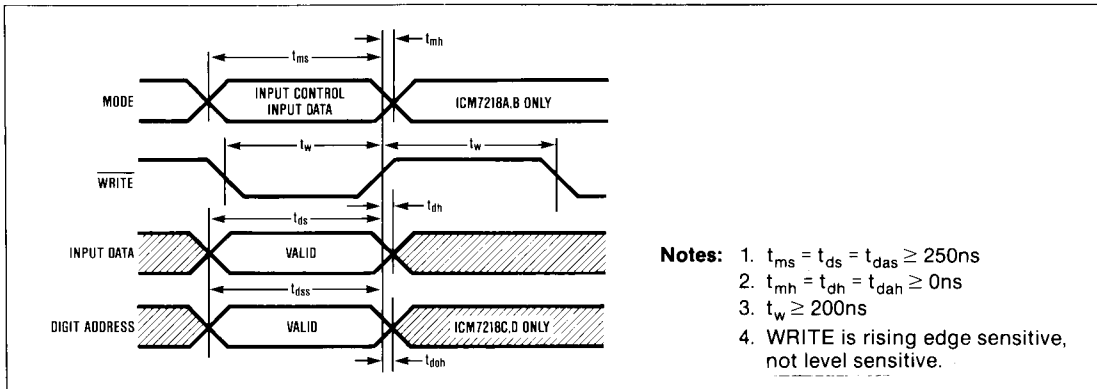 tmh
tms
MODE
INPUT CONTROL
INPUT DATA
ICM7218A,B ONLY
tw
tw
WRITE
tdh
tds
INPUT DATA
VALID
tdss
DIGIT ADDRESS
VALID
ICM7218C,D ONLY
tdah
Notes: 1. tms = tds = tdas ≥ 250ns
2. tmh = tdh = tdah ≥ 0ns
3. tw ≥ 200ns
4. WRITE is rising edge sensitive,
not level sensitive.